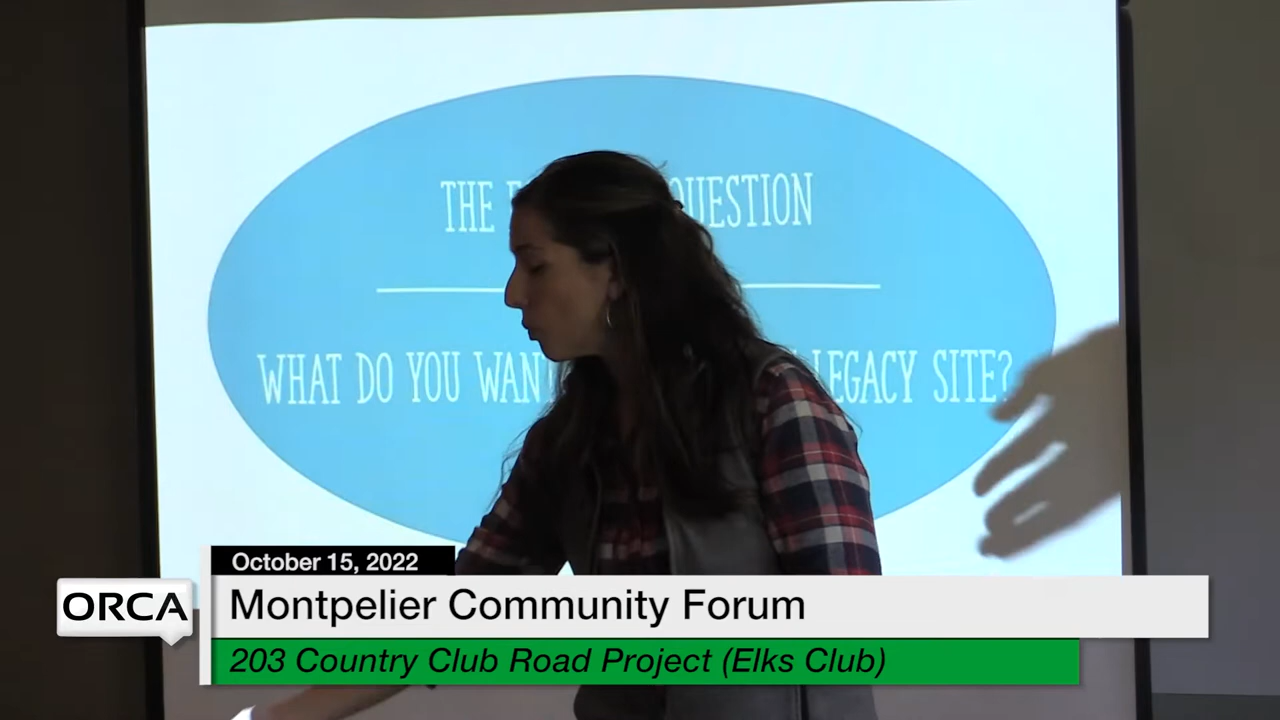 THE QUESTION
WHAT DO YOU WANT LEGACY SITE?
October 15, 2022
ORCA
Montpelier Community Forum
203 Country Club Road Project (Elks Club)